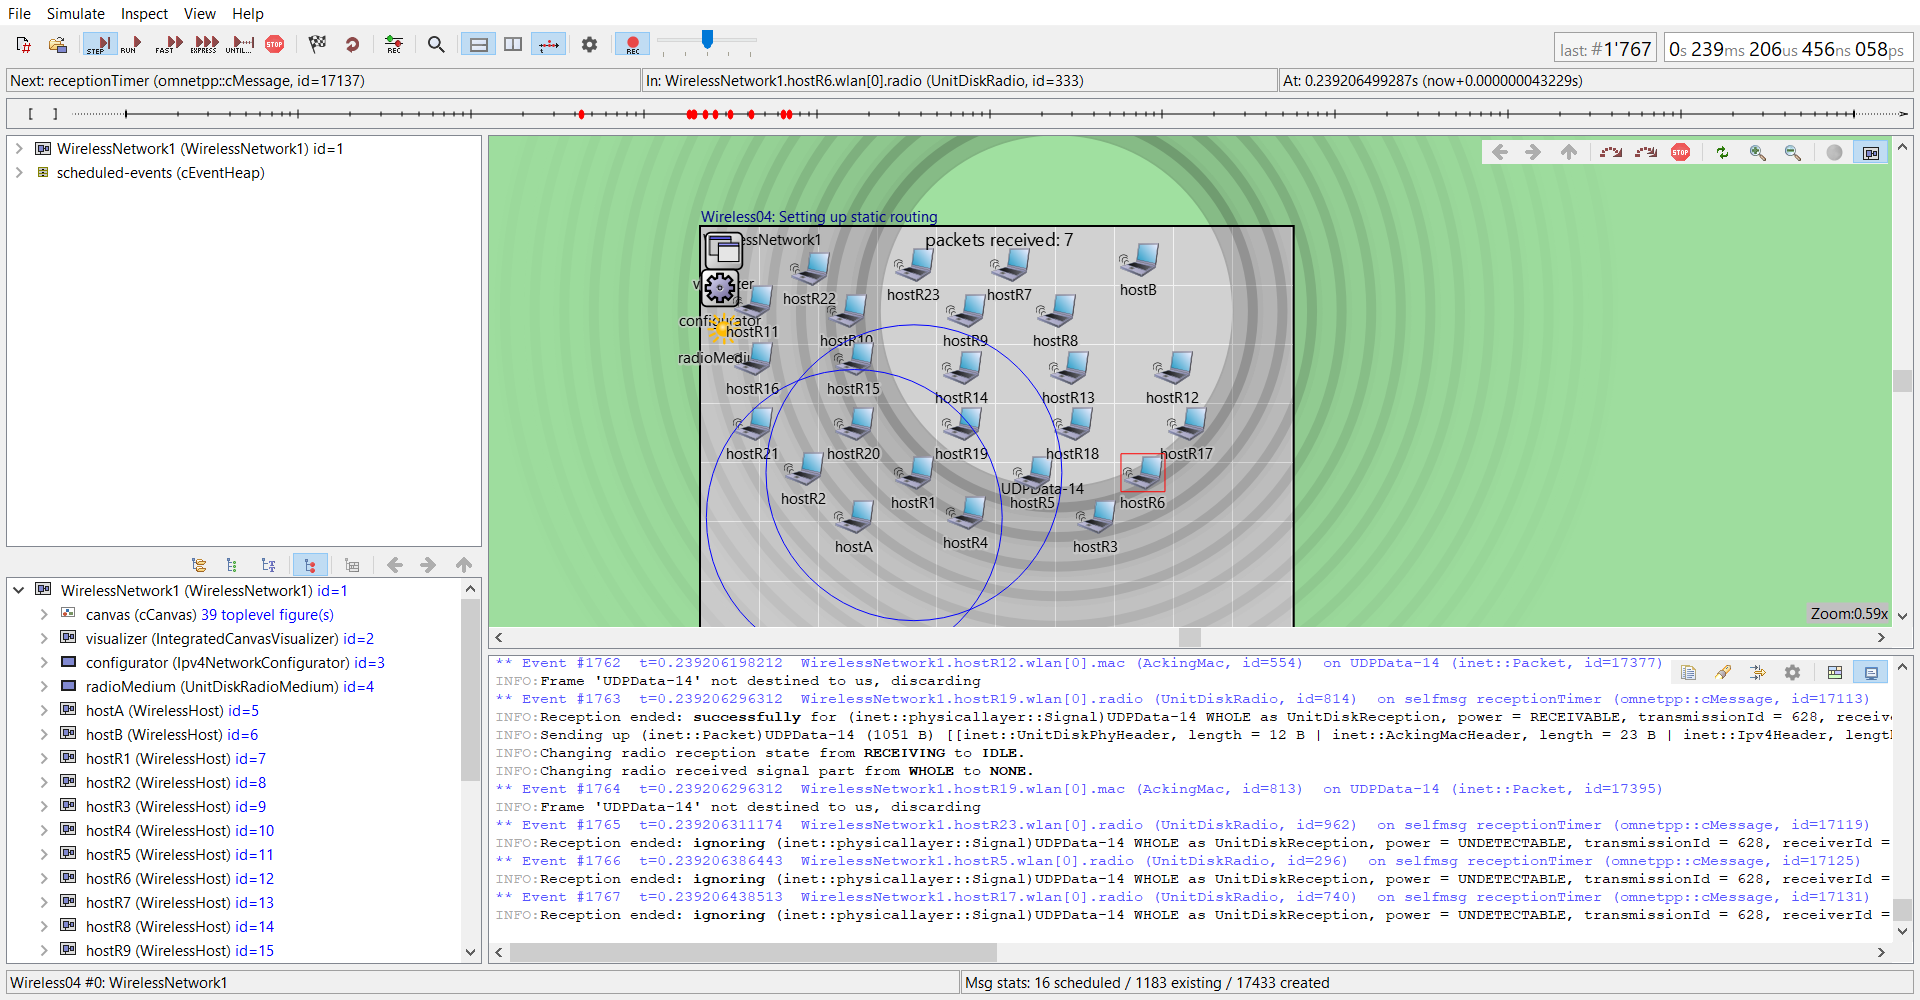 File Simulate Inspect View Help
STEP RUN FAST EXPRESS UNTIL... STOP REC REC
last: #1'767 0s 239ms 206us 456ns 058ps
Next: receptionTimer (omnetpp::cMessage, id=17137) In: WirelessNetwork1.hostR6.wlan[0].radio (UnitDiskRadio, id=333) At: 0.239206499287s (now+0.000000043229s)
[ ]
WirelessNetwork1 (WirelessNetwork1) id=1
scheduled-events (cEventHeap)
WirelessNetwork1 (WirelessNetwork1) id=1
canvas (cCanvas) 39 toplevel figure(s)
visualizer (IntegratedCanvasVisualizer) id=2
configurator (Ipv4NetworkConfigurator) id=3
radioMedium (UnitDiskRadioMedium) id=4
hostA (WirelessHost) id=5
hostB (WirelessHost) id=6
hostR1 (WirelessHost) id=7
hostR2 (WirelessHost) id=8
hostR3 (WirelessHost) id=9
hostR4 (WirelessHost) id=10
hostR5 (WirelessHost) id=11
hostR6 (WirelessHost) id=12
hostR7 (WirelessHost) id=13
hostR8 (WirelessHost) id=14
hostR9 (WirelessHost) id=15
STOP
Wireless04: Setting up static routing
essNetwork1 packets received: 7
hostR22 hostR23 hostR7 hostB
configurator
hostR11 hostR10 hostR9 hostR8
radioMedi
hostR16 hostR15 hostR14 hostR13 hostR12
hostR21 hostR20 hostR19 hostR18 hostR17
UDPData-14
hostR2 hostR1 hostR5 hostR6
hostA hostR4 hostR3
Zoom:0.59x
** Event #1762 t=0.239206198212 WirelessNetwork1.hostR12.wlan[0].mac (AckingMac, id=554) on UDPData-14 (inet::Packet, id=17377)
INFO:Frame 'UDPData-14' not destined to us, discarding
** Event #1763 t=0.239206296312 WirelessNetwork1.hostR19.wlan[0].radio (UnitDiskRadio, id=814) on selfmsg receptionTimer (omnetpp::cMessage, id=17113)
INFO:Reception ended: successfully for (inet::physicallayer::Signal)UDPData-14 WHOLE as UnitDiskReception, power = RECEIVABLE, transmissionId = 628, receive
INFO:Sending up (inet::Packet)UDPData-14 (1051 B) [[inet::UnitDiskPhyHeader, length = 12 B | inet::AckingMacHeader, length = 23 B | inet::Ipv4Header, lengt
INFO:Changing radio reception state from RECEIVING to IDLE.
INFO:Changing radio received signal part from WHOLE to NONE.
** Event #1764 t=0.239206296312 WirelessNetwork1.hostR19.wlan[0].mac (AckingMac, id=813) on UDPData-14 (inet::Packet, id=17395)
INFO:Frame 'UDPData-14' not destined to us, discarding
** Event #1765 t=0.239206311174 WirelessNetwork1.hostR23.wlan[0].radio (UnitDiskRadio, id=962) on selfmsg receptionTimer (omnetpp::cMessage, id=17119)
INFO:Reception ended: ignoring (inet::physicallayer::Signal)UDPData-14 WHOLE as UnitDiskReception, power = UNDETECTABLE, transmissionId = 628, receiverId =
** Event #1766 t=0.239206386443 WirelessNetwork1.hostR5.wlan[0].radio (UnitDiskRadio, id=296) on selfmsg receptionTimer (omnetpp::cMessage, id=17125)
INFO:Reception ended: ignoring (inet::physicallayer::Signal)UDPData-14 WHOLE as UnitDiskReception, power = UNDETECTABLE, transmissionId = 628, receiverId =
** Event #1767 t=0.239206438513 WirelessNetwork1.hostR17.wlan[0].radio (UnitDiskRadio, id=740) on selfmsg receptionTimer (omnetpp::cMessage, id=17131)
INFO:Reception ended: ignoring (inet::physicallayer::Signal)UDPData-14 WHOLE as UnitDiskReception, power = UNDETECTABLE, transmissionId = 628, receiverId =
Wireless04 #0: WirelessNetwork1 Msg stats: 16 scheduled / 1183 existing / 17433 created